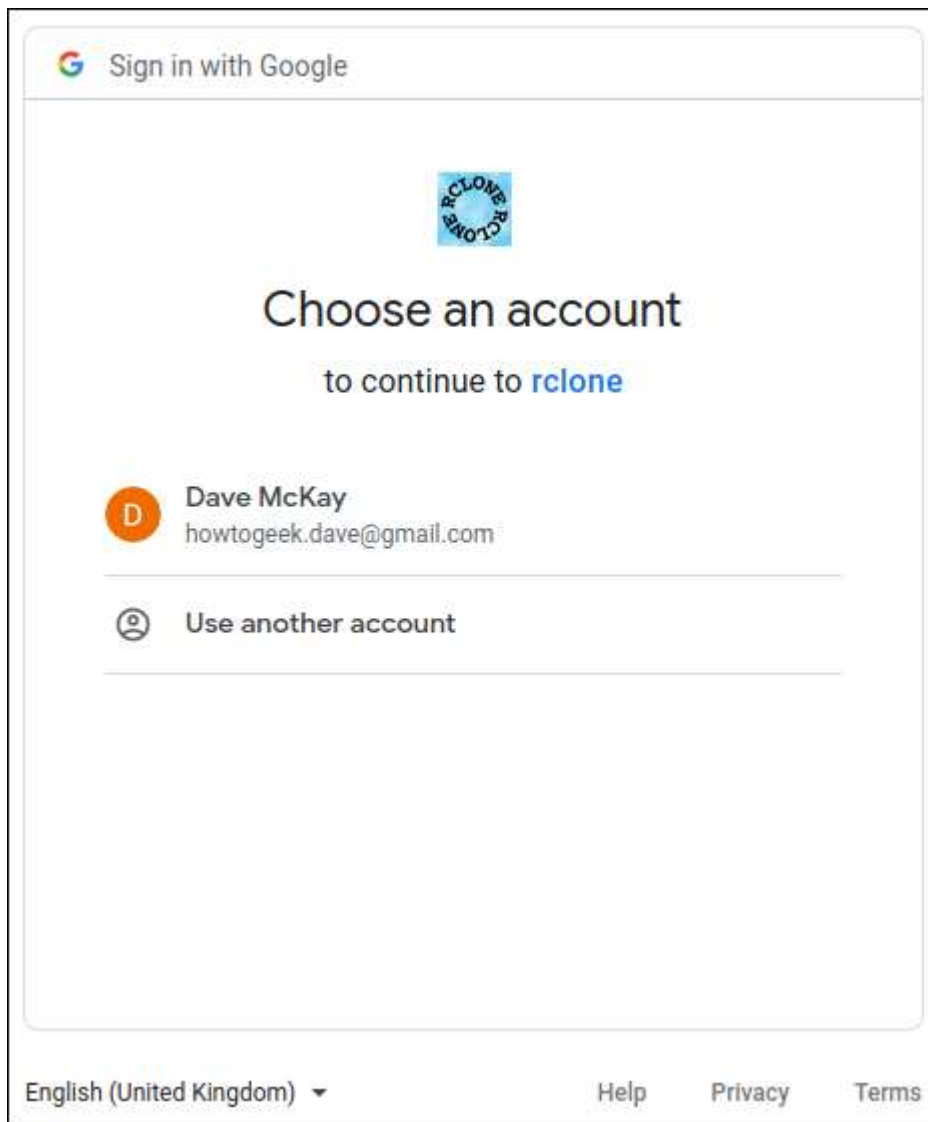 Sign in with Google
RCLONE RCLONE
Choose an account
to continue to rclone
D
Dave McKay
howtogeek.dave@gmail.com
Use another account
English (United Kingdom)
Help Privacy Terms